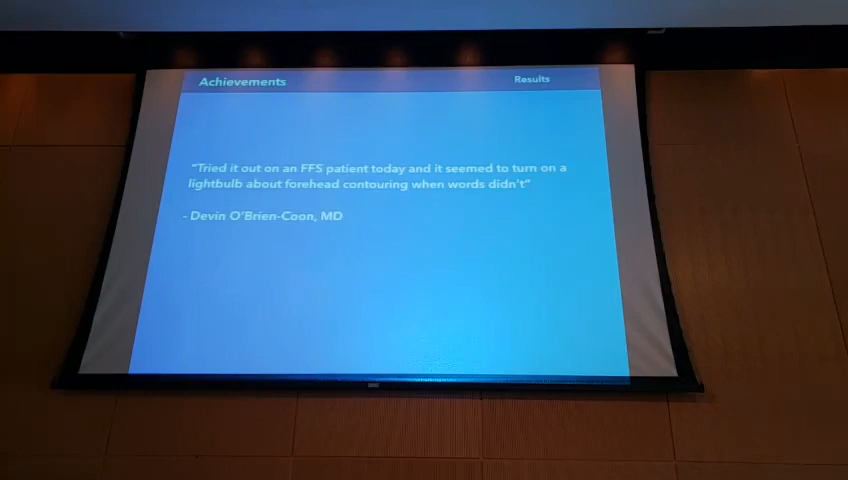 Achievements
Results
"Tried it out on an FFS patient today and it seemed to turn on a
lightbulb about forehead contouring when words didn't"
- Devin O'Brien-Coon, MD